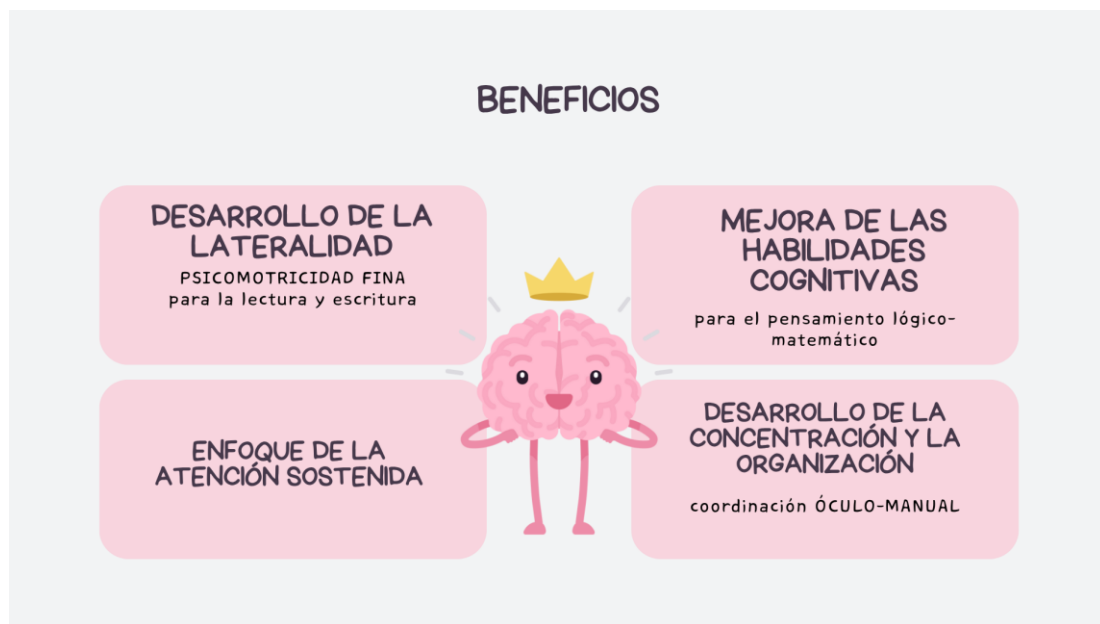 BENEFICIOS
DESARROLLO DE LA
LATERALIDAD
PSICOMOTRICIDAD FINA
para la lectura y escritura
MEJORA DE LAS
HABILIDADES
COGNITIVAS
para el pensamiento lógico-
matemático
ENFOQUE DE LA
ATENCIÓN SOSTENIDA
DESARROLLO DE LA
CONCENTRACIÓN Y LA
ORGANIZACIÓN
coordinación ÓCULO-MANUAL